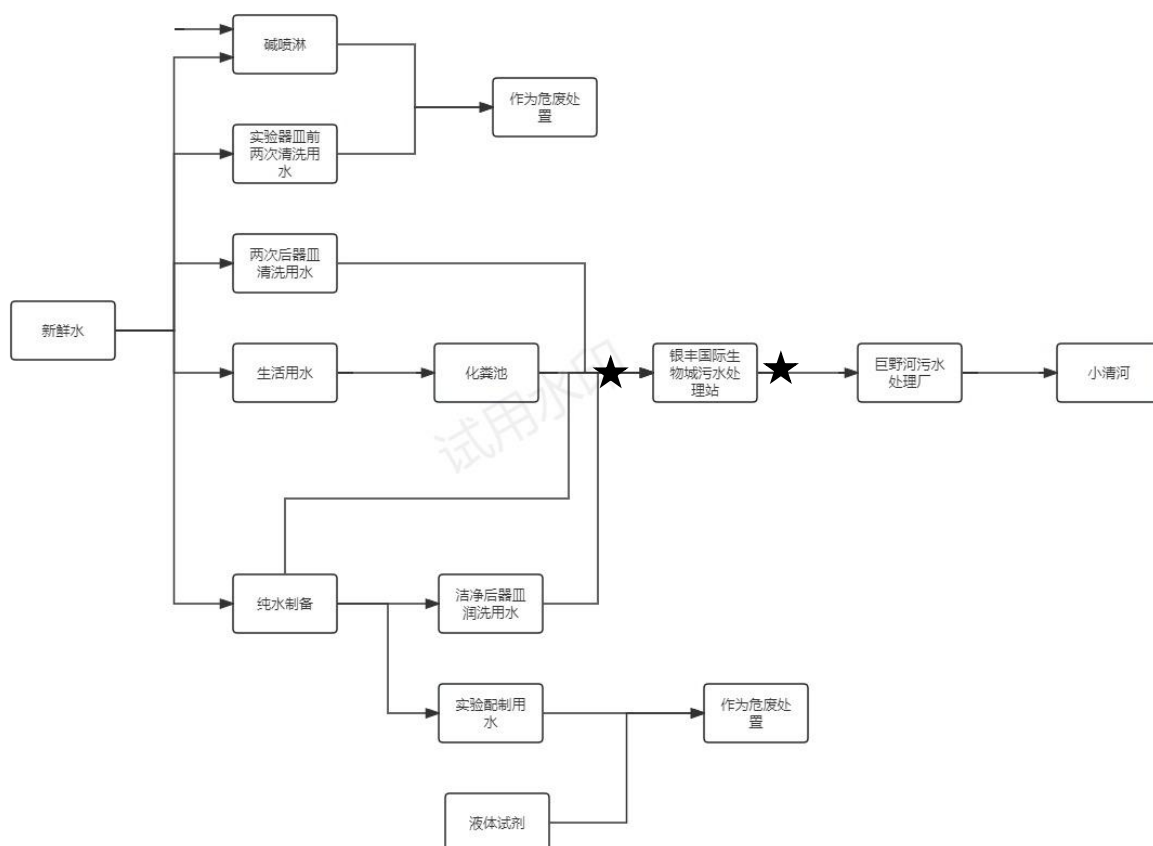 碱喷淋
作为危废处
置
实验器皿前
两次清洗用
水
两次后器皿
清洗用水
新鲜水
生活用水
化粪池
银丰国际生
物城污水处
理站
巨野河污水
处理厂
小清河
试用水印
纯水制备
洁净后器皿
润洗用水
实验配制用
水
作为危废处
置
液体试剂